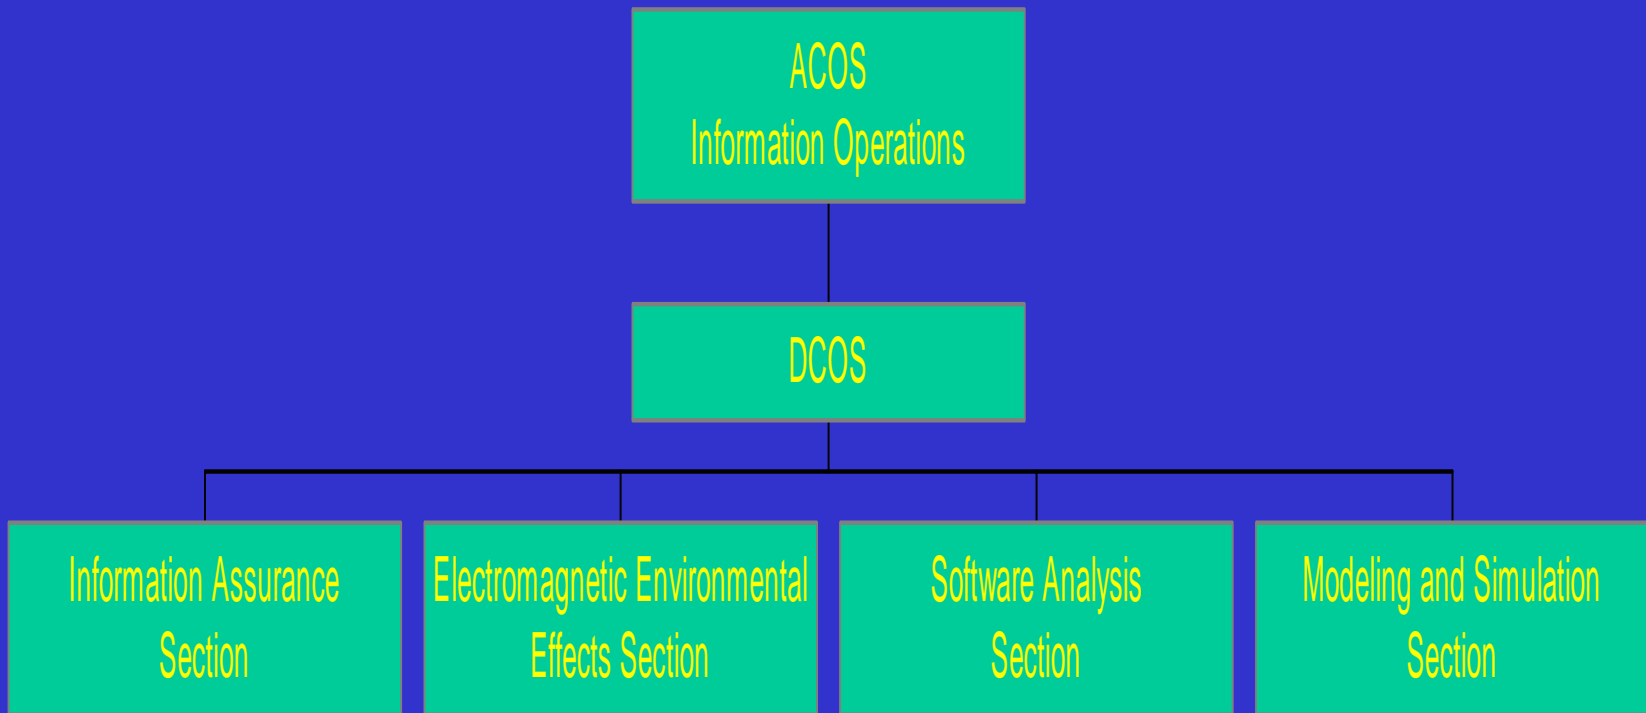 ACOS
Information Operations
DCOS
Information Assurance
Section
Electromagnetic Environmental
Effects Section
Software Analysis
Section
Modeling and Simulation
Section